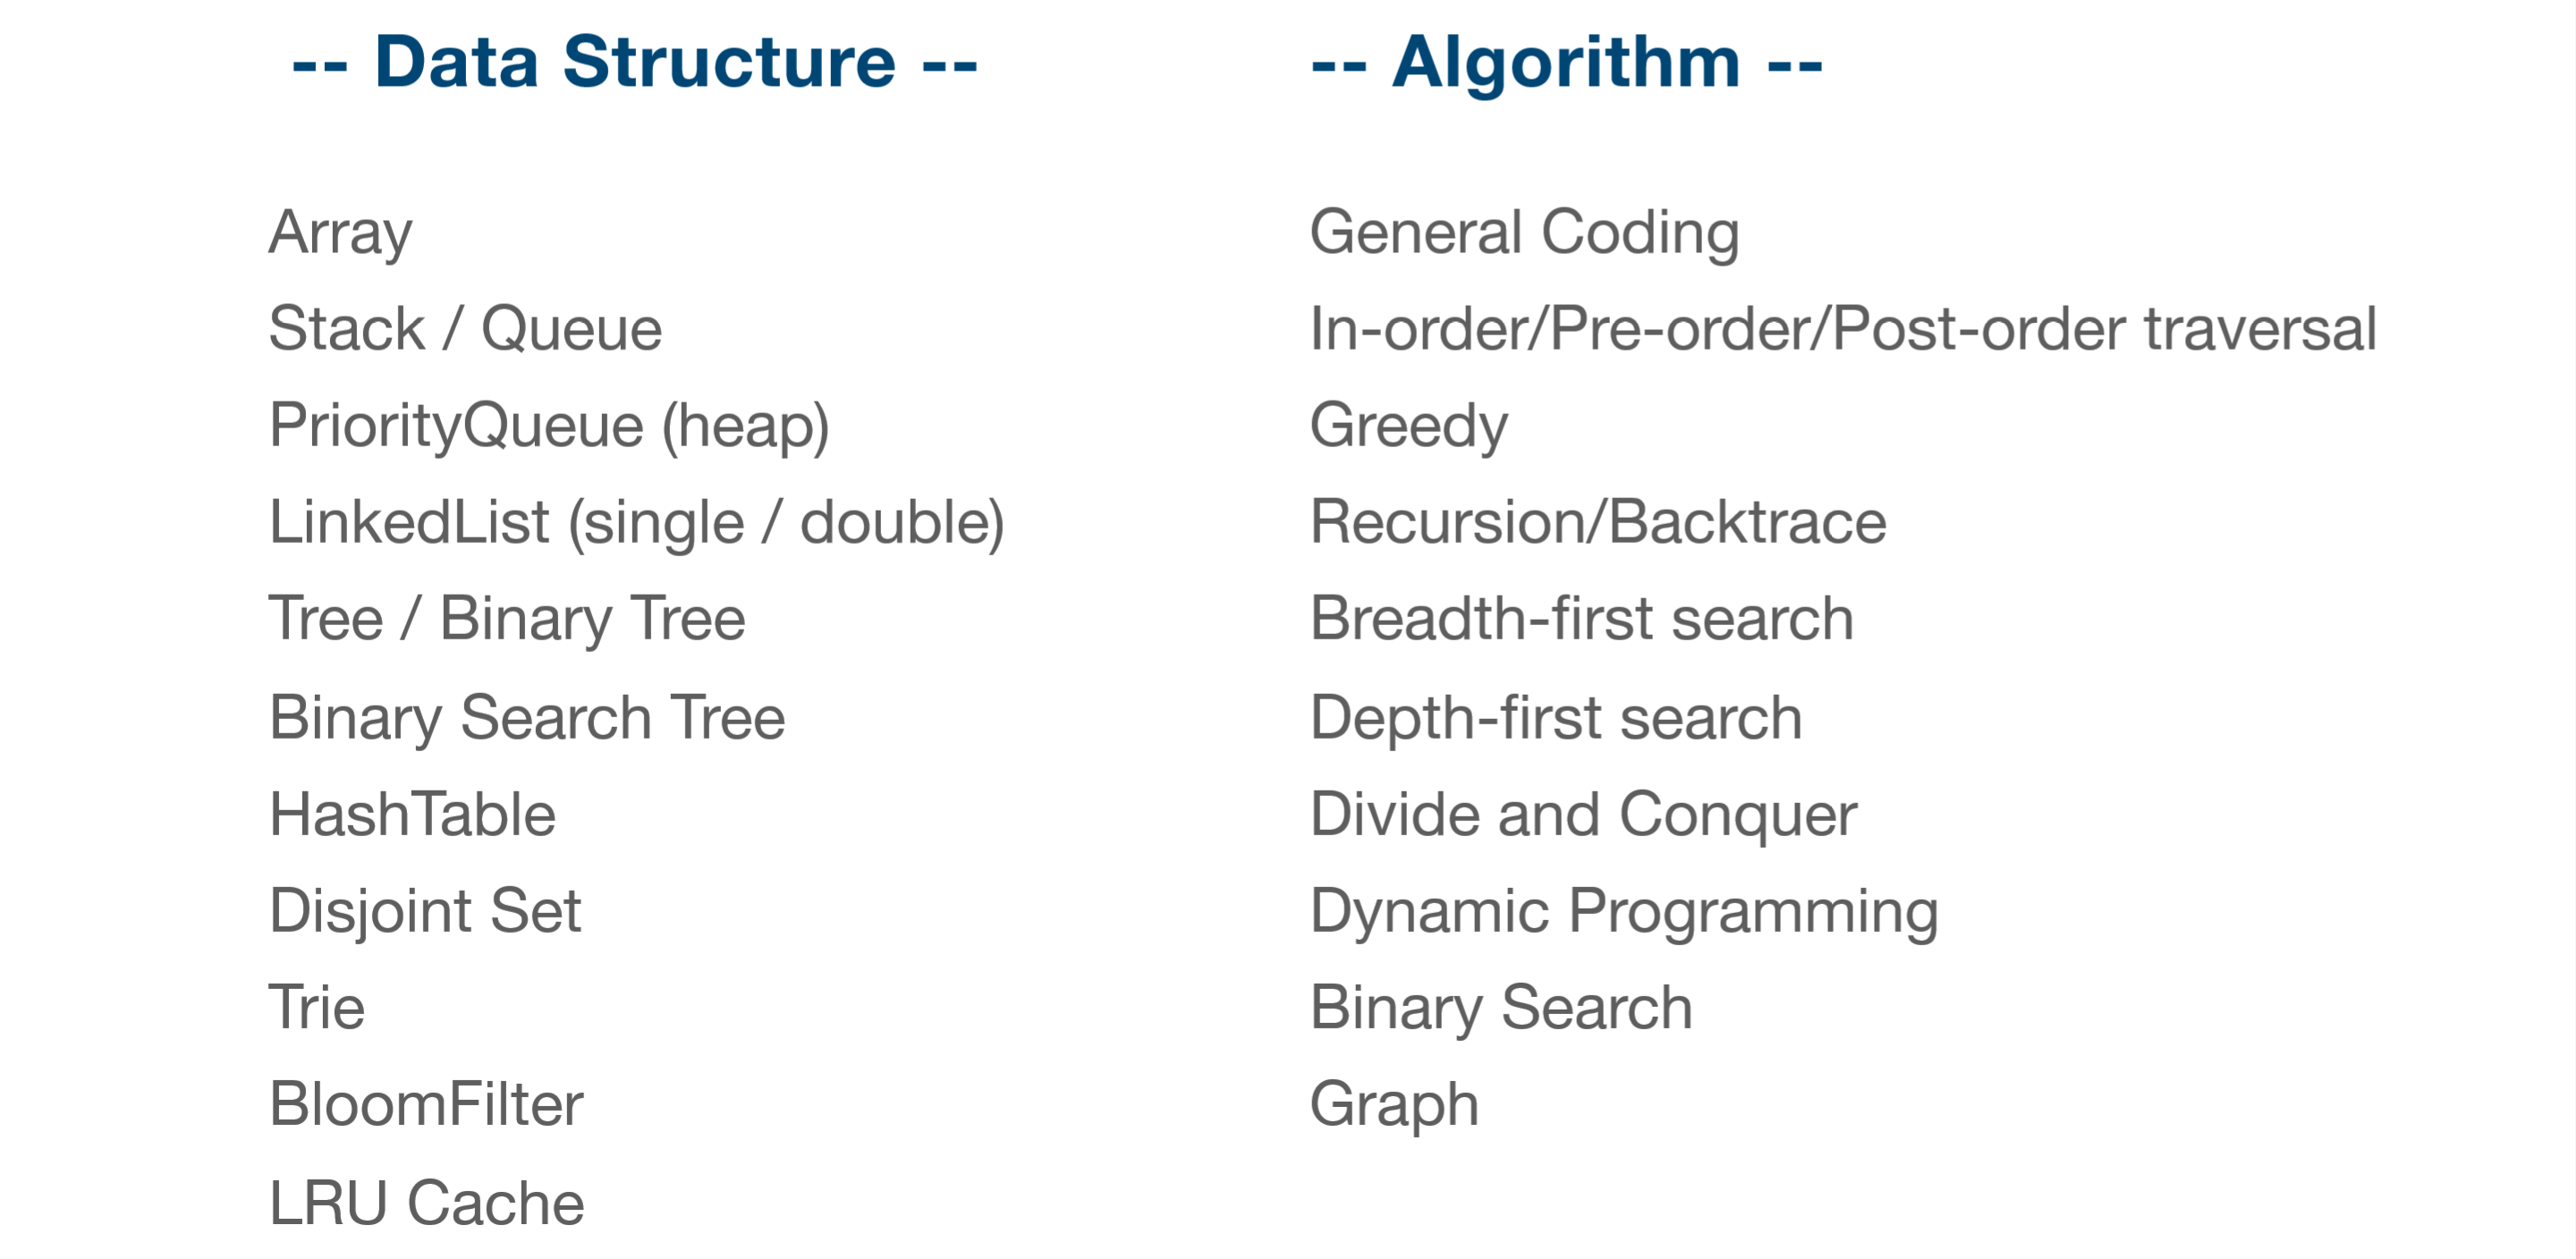 -- Data Structure --
Array
Stack / Queue
PriorityQueue (heap)
LinkedList (single / double)
Tree / Binary Tree
Binary Search Tree
HashTable
Disjoint Set
Trie
BloomFilter
LRU Cache
-- Algorithm --
General Coding
In-order/Pre-order/Post-order traversal
Greedy
Recursion/Backtrace
Breadth-first search
Depth-first search
Divide and Conquer
Dynamic Programming
Binary Search
Graph